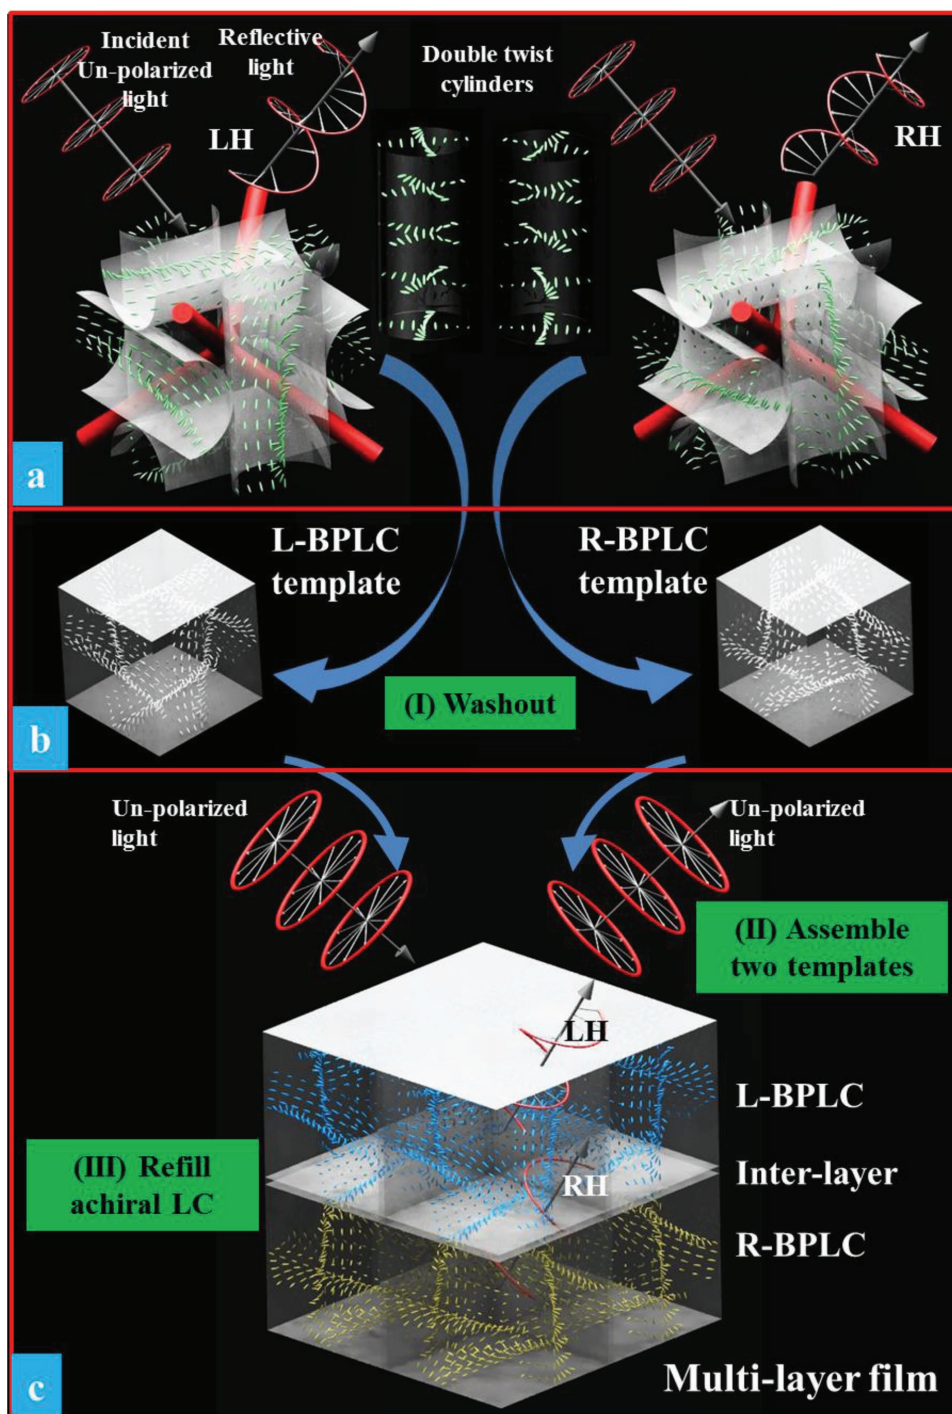 Incident
Un-polarized
light
Reflective
light
LH
Double twist
cylinders
RH
a
L-BPLC
template
R-BPLC
template
(I) Washout
b
Un-polarized
light
Un-polarized
light
(II) Assemble
two templates
LH
L-BPLC
(III) Refill
achiral LC
RH
Inter-layer
R-BPLC
c
Multi-layer film